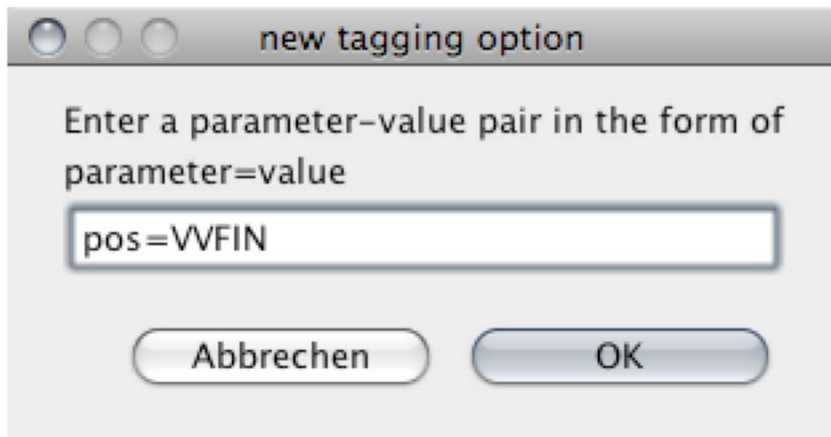 new tagging option
Enter a parameter-value pair in the form of
parameter=value
pos=VVFIN
Abbrechen OK